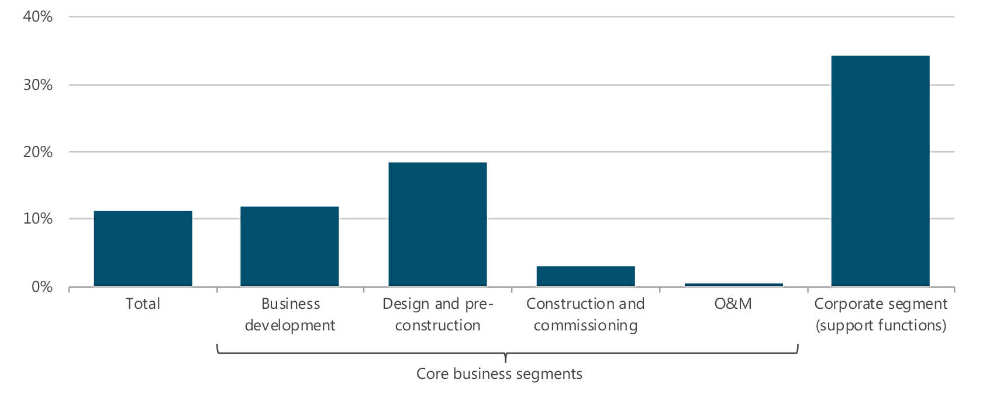 40%
30%
20%
10%
0%
Total
Business
development
Design and pre-
construction
Construction and
commissioning
O&M
Corporate segment
(support functions)
Core business segments